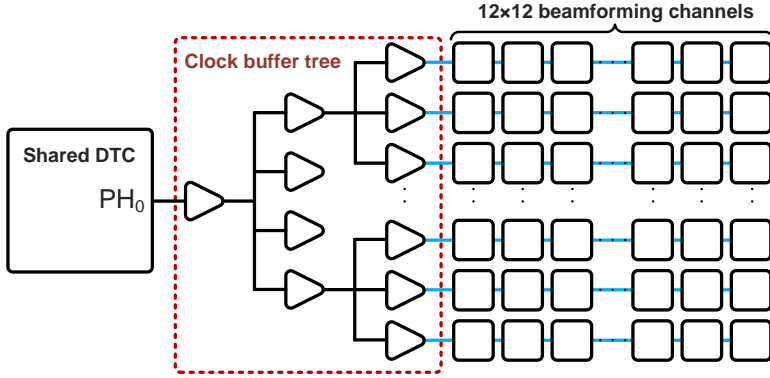 12×12 beamforming channels
Clock buffer tree
Shared DTC
PH₀